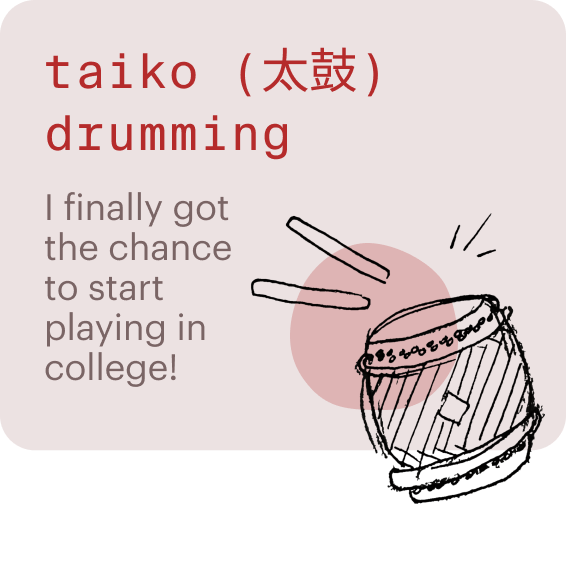 taiko (太鼓)
drumming
I finally got
the chance
to start
playing in
college!